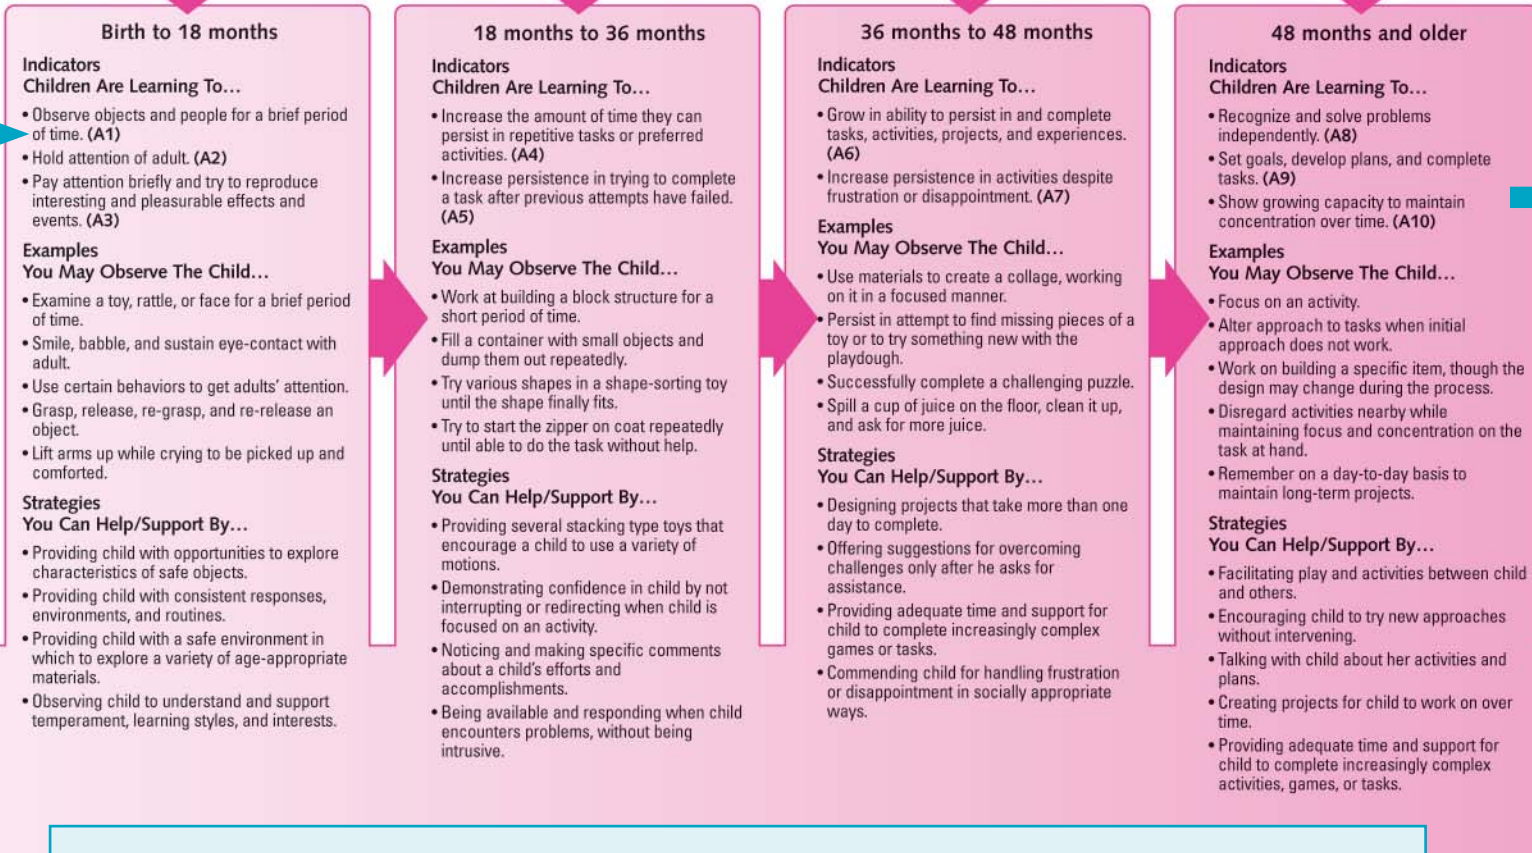 Birth to 18 months
Indicators
Children Are Learning To…
• Observe objects and people for a brief period
of time. (A1)
• Hold attention of adult. (A2)
• Pay attention briefly and try to reproduce
interesting and pleasurable effects and
events. (A3)
Examples
You May Observe The Child…
• Examine a toy, rattle, or face for a brief period
of time.
• Smile, babble, and sustain eye-contact with
adult.
• Use certain behaviors to get adults’ attention.
• Grasp, release, re-grasp, and re-release an
object.
• Lift arms up while crying to be picked up and
comforted.
Strategies
You Can Help/Support By…
• Providing child with opportunities to explore
characteristics of safe objects.
• Providing child with consistent responses,
environments, and routines.
• Providing child with a safe environment in
which to explore a variety of age-appropriate
materials.
• Observing child to understand and support
temperament, learning styles, and interests.
18 months to 36 months
Indicators
Children Are Learning To…
• Increase the amount of time they can
persist in repetitive tasks or preferred
activities. (A4)
• Increase persistence in trying to complete
a task after previous attempts have failed.
(A5)
Examples
You May Observe The Child…
• Work at building a block structure for a
short period of time.
• Fill a container with small objects and
dump them out repeatedly.
• Try various shapes in a shape-sorting toy
until the shape finally fits.
• Try to start the zipper on coat repeatedly
until able to do the task without help.
Strategies
You Can Help/Support By…
• Providing several stacking type toys that
encourage a child to use a variety of
motions.
• Demonstrating confidence in child by not
interrupting or redirecting when child is
focused on an activity.
• Noticing and making specific comments
about a child’s efforts and
accomplishments.
• Being available and responding when child
encounters problems, without being
intrusive.
36 months to 48 months
Indicators
Children Are Learning To…
• Grow in ability to persist in and complete
tasks, activities, projects, and experiences.
(A6)
• Increase persistence in activities despite
frustration or disappointment. (A7)
Examples
You May Observe The Child…
• Use materials to create a collage, working
on it in a focused manner.
• Persist in attempt to find missing pieces of a
toy or to try something new with the
playdough.
• Successfully complete a challenging puzzle.
• Spill a cup of juice on the floor, clean it up,
and ask for more juice.
Strategies
You Can Help/Support By…
• Designing projects that take more than one
day to complete.
• Offering suggestions for overcoming
challenges only after he asks for
assistance.
• Providing adequate time and support for
child to complete increasingly complex
games or tasks.
• Commending child for handling frustration
or disappointment in socially appropriate
ways.
48 months and older
Indicators
Children Are Learning To…
• Recognize and solve problems
independently. (A8)
• Set goals, develop plans, and complete
tasks. (A9)
• Show growing capacity to maintain
concentration over time. (A10)
Examples
You May Observe The Child…
• Focus on an activity.
• Alter approach to tasks when initial
approach does not work.
• Work on building a specific item, though the
design may change during the process.
• Disregard activities nearby while
maintaining focus and concentration on the
task at hand.
• Remember on a day-to-day basis to
maintain long-term projects.
Strategies
You Can Help/Support By…
• Facilitating play and activities between child
and others.
• Encouraging child to try new approaches
without intervening.
• Talking with child about her activities and
plans.
• Creating projects for child to work on over
time.
• Providing adequate time and support for
child to complete increasingly complex
activities, games, or tasks.